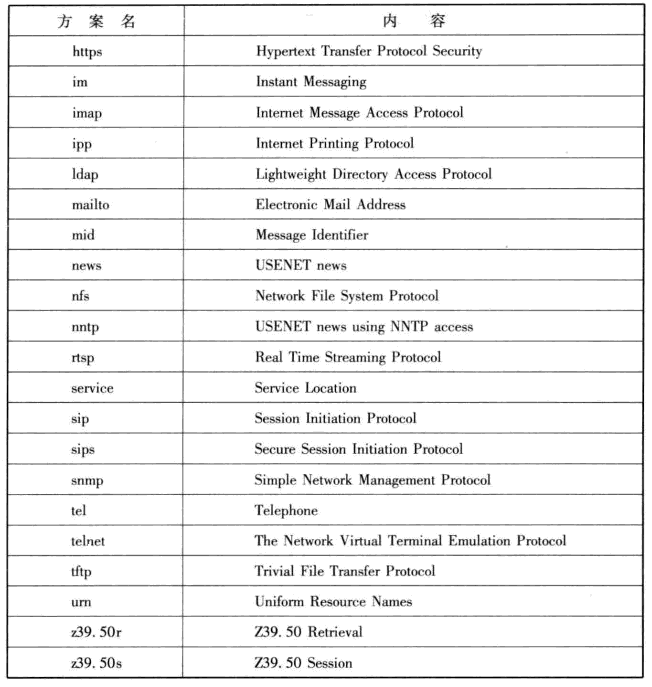 方案名 内容
https Hypertext Transfer Protocol Security
im Instant Messaging
imap Internet Message Access Protocol
ipp Internet Printing Protocol
ldap Lightweight Directory Access Protocol
mailto Electronic Mail Address
mid Message Identifier
news USENET news
nfs Network File System Protocol
nntp USENET news using NNTP access
rtsp Real Time Streaming Protocol
service Service Location
sip Session Initiation Protocol
sips Secure Session Initiation Protocol
snmp Simple Network Management Protocol
tel Telephone
telnet The Network Virtual Terminal Emulation Protocol
tftp Trivial File Transfer Protocol
urn Uniform Resource Names
z39. 50r Z39. 50 Retrieval
z39. 50s Z39. 50 Session